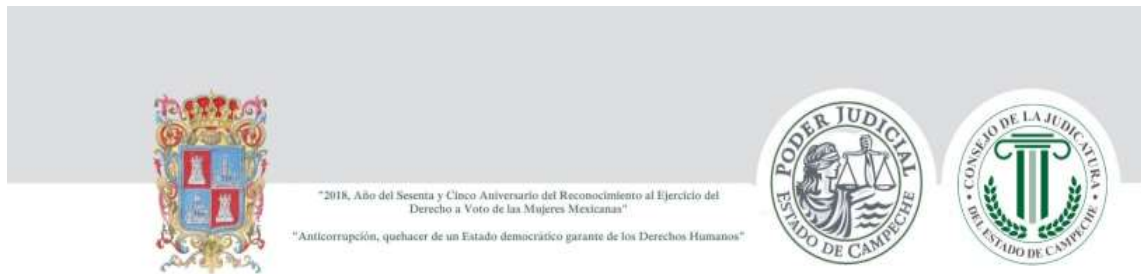 "2018, Año del Sesenta y Cinco Aniversario del Reconocimiento al Ejercicio del
Derecho a Voto de las Mujeres Mexicanas"
"Anticorrupción, quehacer de un Estado democrático garante de los Derechos Humanos"
PODER JUDICIAL
ESTADO DE CAMPECHE
CONSEJO DE LA JUDICATURA
DEL ESTADO DE CAMPECHE